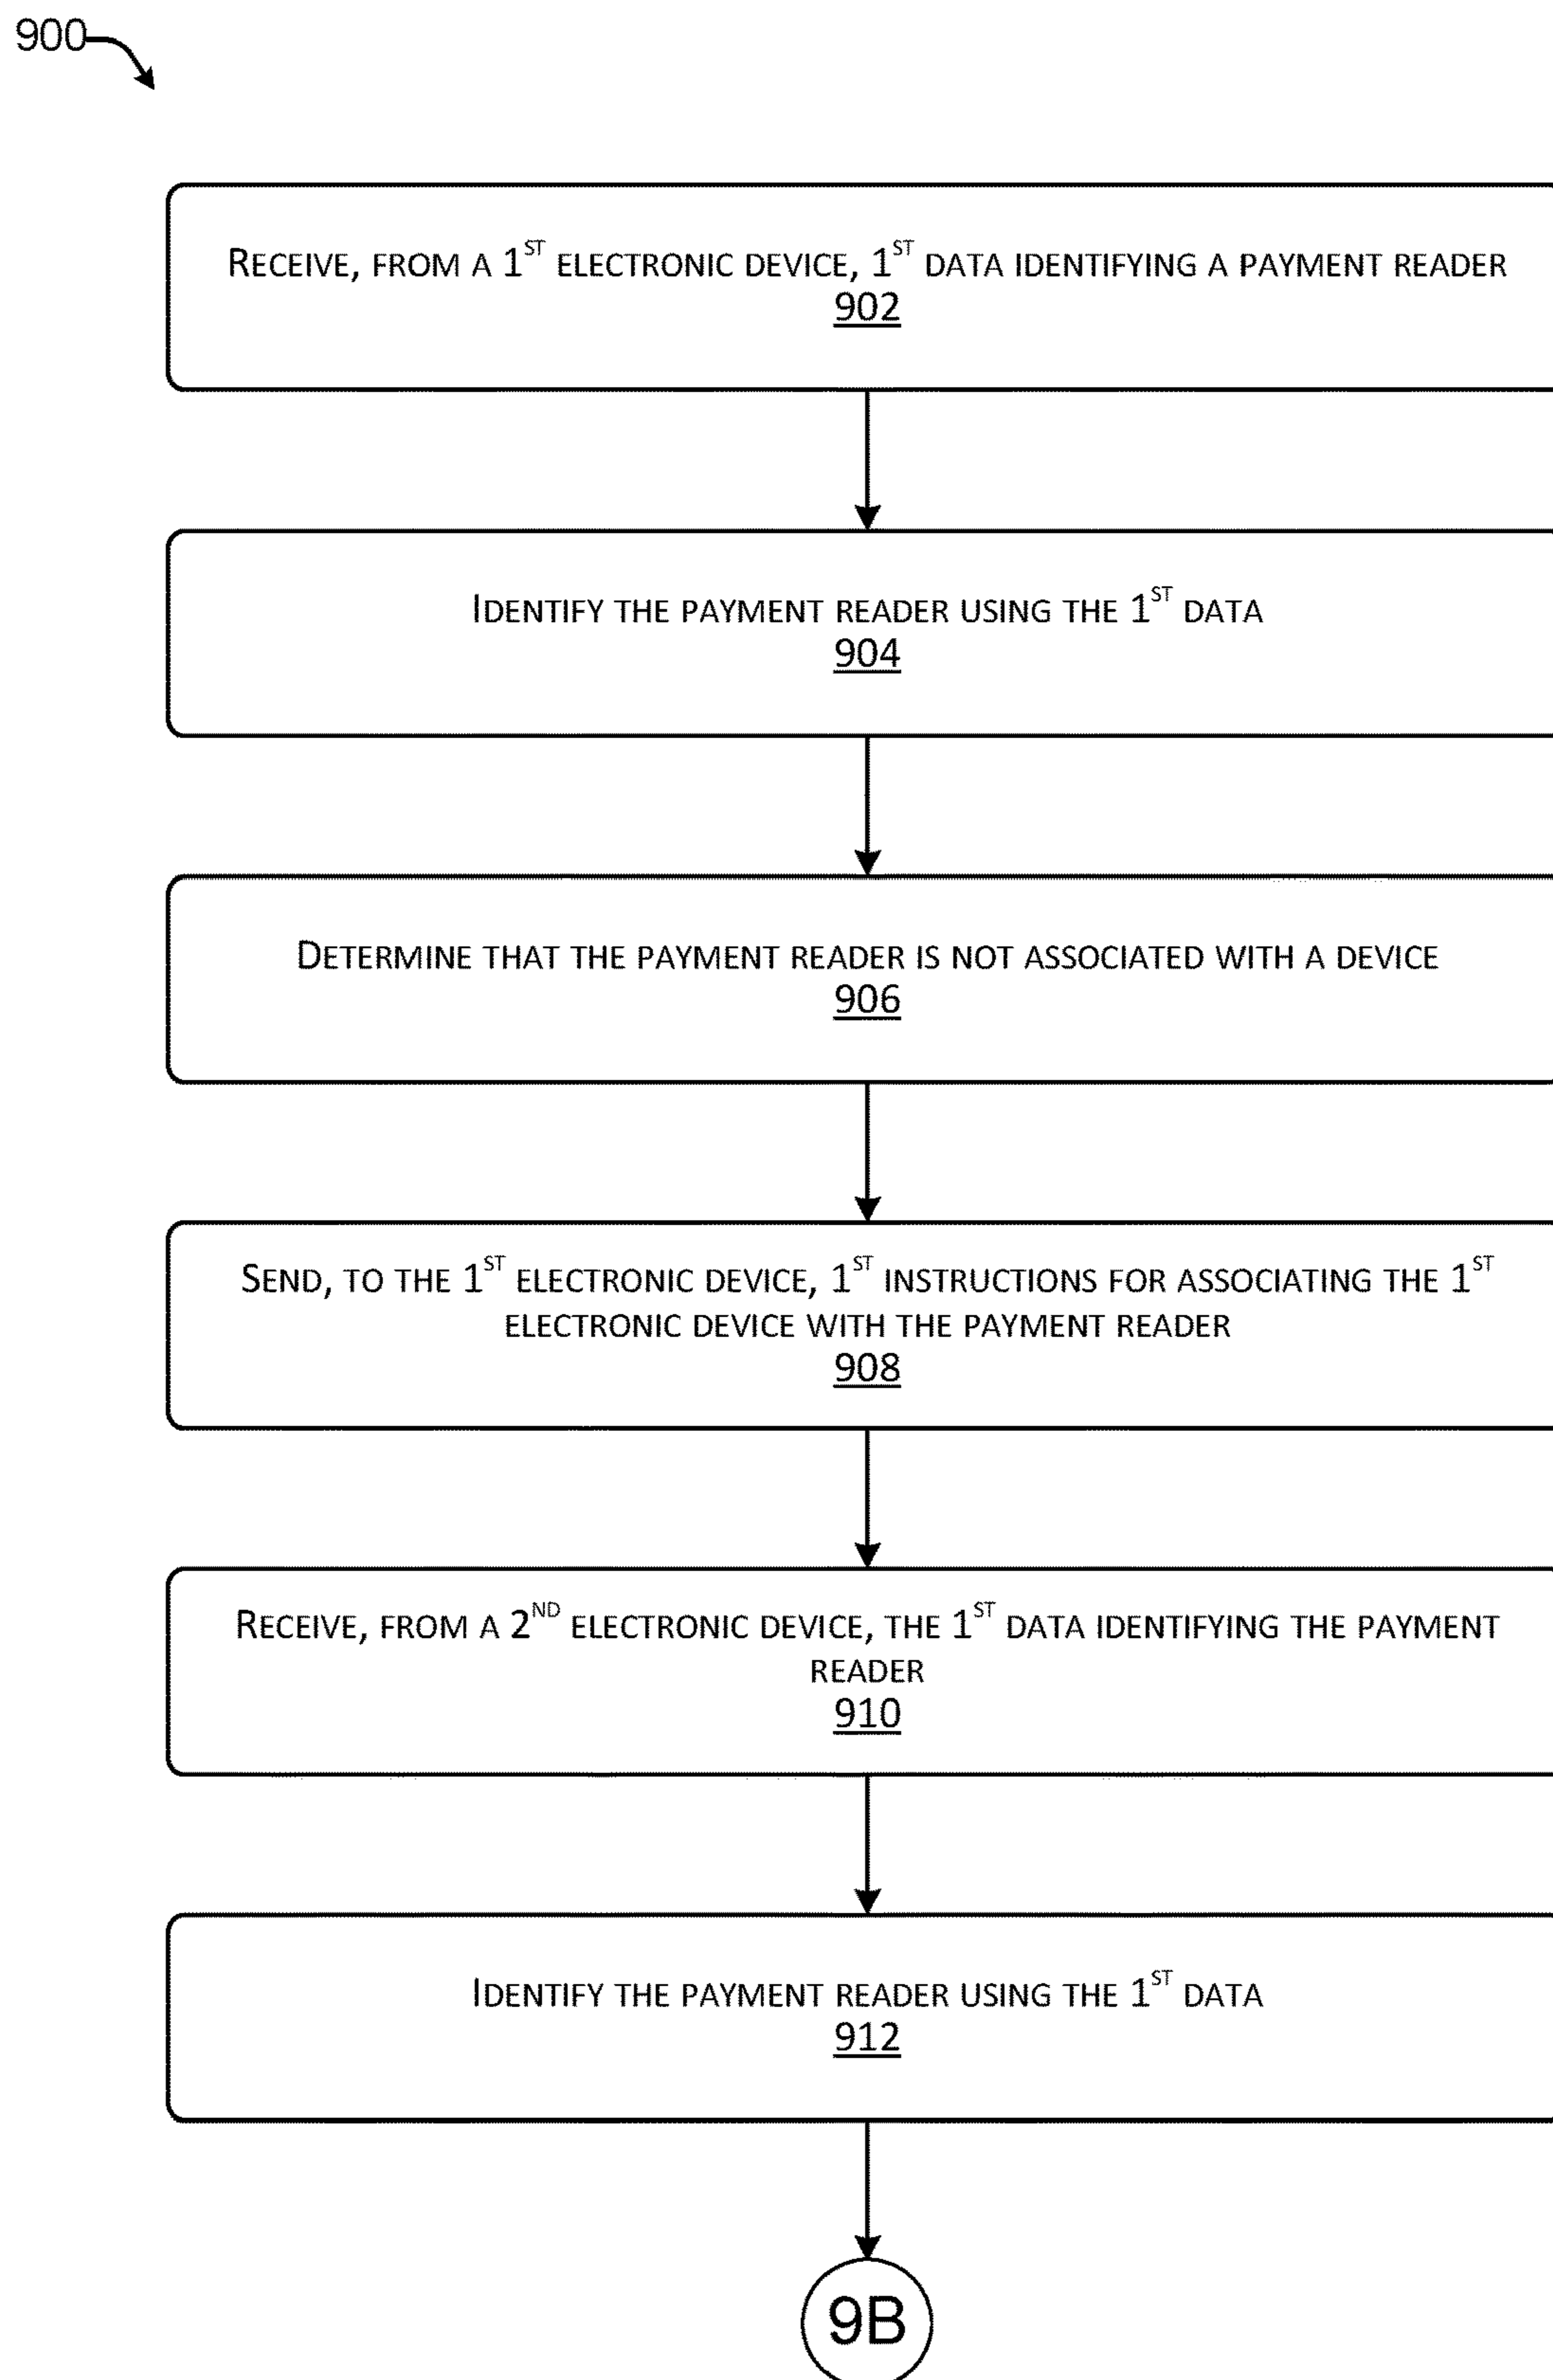 900
RECEIVE, FROM A 1ST ELECTRONIC DEVICE, 1ST DATA IDENTIFYING A PAYMENT READER
902
IDENTIFY THE PAYMENT READER USING THE 1ST DATA
904
DETERMINE THAT THE PAYMENT READER IS NOT ASSOCIATED WITH A DEVICE
906
SEND, TO THE 1ST ELECTRONIC DEVICE, 1ST INSTRUCTIONS FOR ASSOCIATING THE 1ST
ELECTRONIC DEVICE WITH THE PAYMENT READER
908
RECEIVE, FROM A 2ND ELECTRONIC DEVICE, THE 1ST DATA IDENTIFYING THE PAYMENT
READER
910
IDENTIFY THE PAYMENT READER USING THE 1ST DATA
912
9B